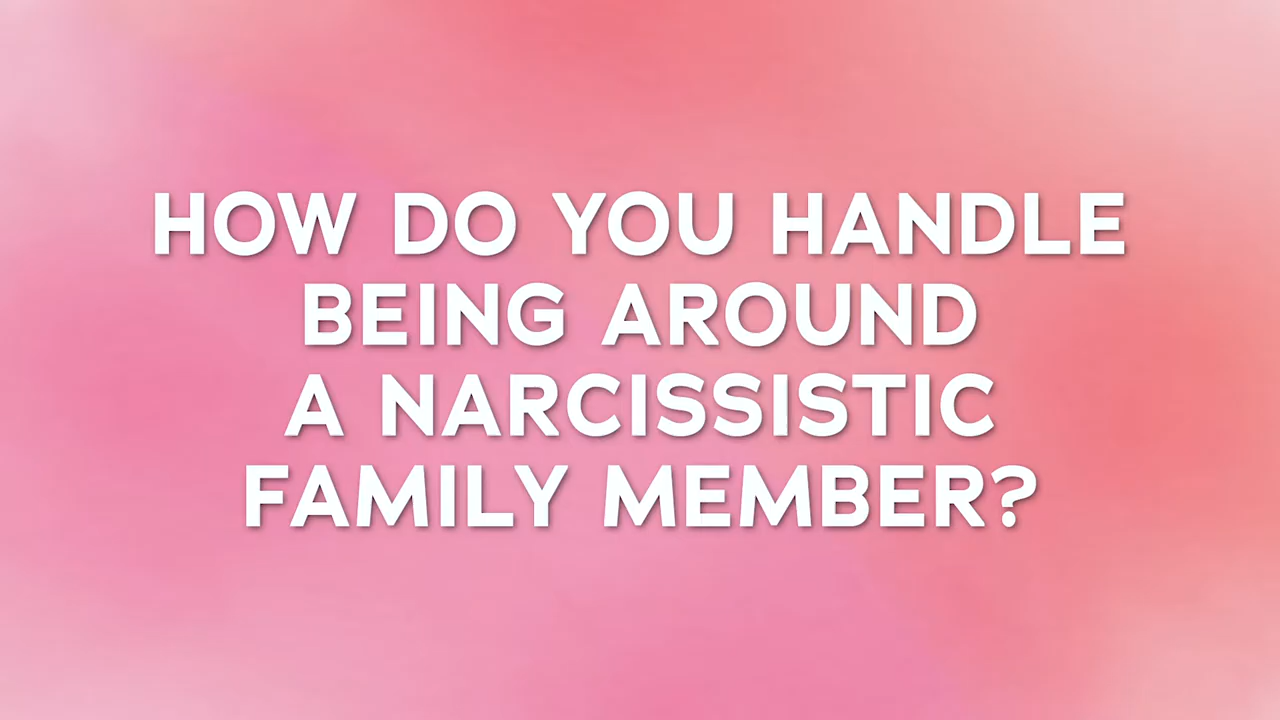 HOW DO YOU HANDLE
BEING AROUND
A NARCISSISTIC
FAMILY MEMBER?